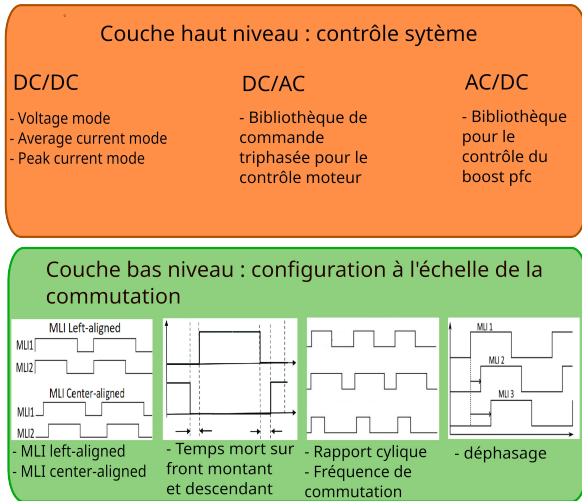 Couche haut niveau : contrôle sytème
DC/DC
- Voltage mode
- Average current mode
- Peak current mode
DC/AC
- Bibliothèque de
commande
triphasée pour le
contrôle moteur
AC/DC
- Bibliothèque
pour le
contrôle du
boost pfc
Couche bas niveau : configuration à l'échelle de la
commutation
MLI Left-aligned
MLI1
MLI2
MLI Center-aligned
MLI1
MLI2
- MLI left-aligned
- MLI center-aligned
- Temps mort sur
front montant
et descendant
- Rapport cylique
- Fréquence de
commutation
MLI 1
MLI 2
MLI 3
- déphasage